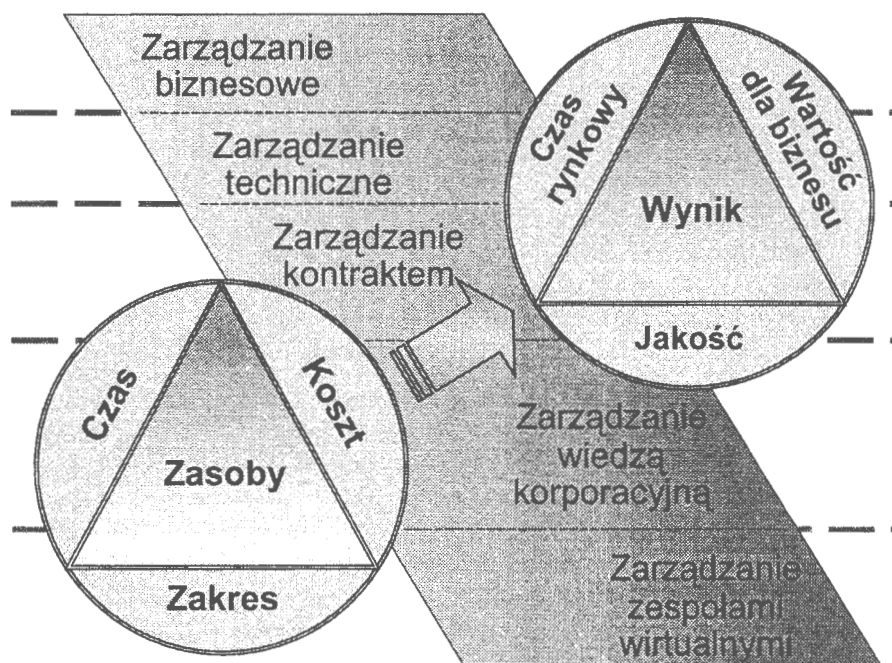 Zarządzanie
biznesowe
Zarządzanie
techniczne
Zarządzanie
kontraktem
Zarządzanie
wiedzą
korporacyjną
Zarządzanie
zespołami
wirtualnymi
Czas
Koszt
Zasoby
Zakres
Czas
rynkowy
Wartość
dla biznesu
Wynik
Jakość